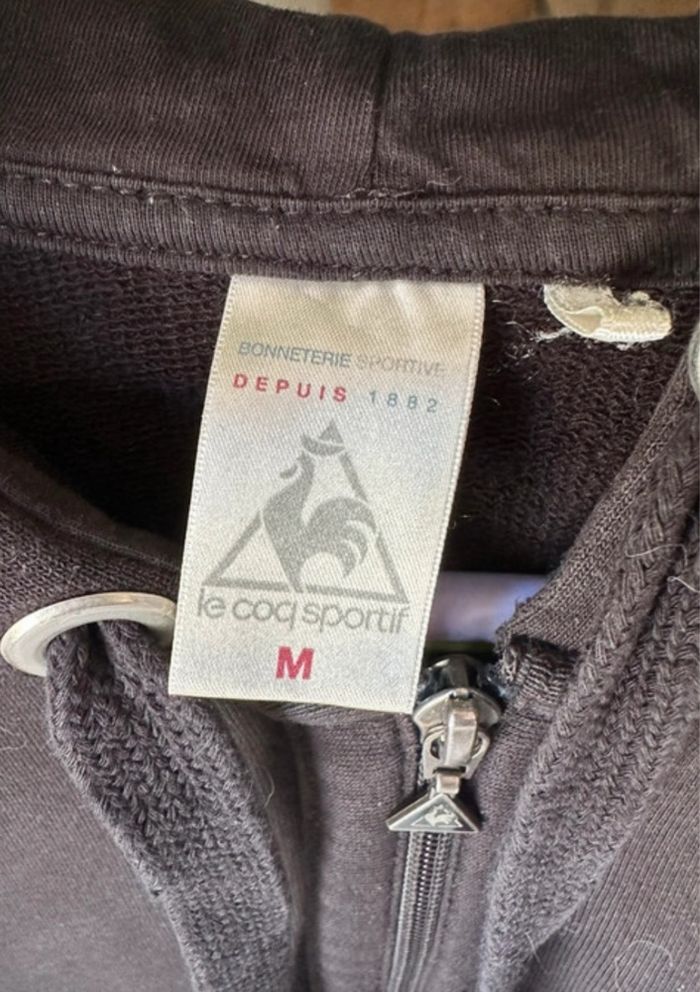 BONNETERIE SPORTIVE
DEPUIS 1882
le coq sportif
M